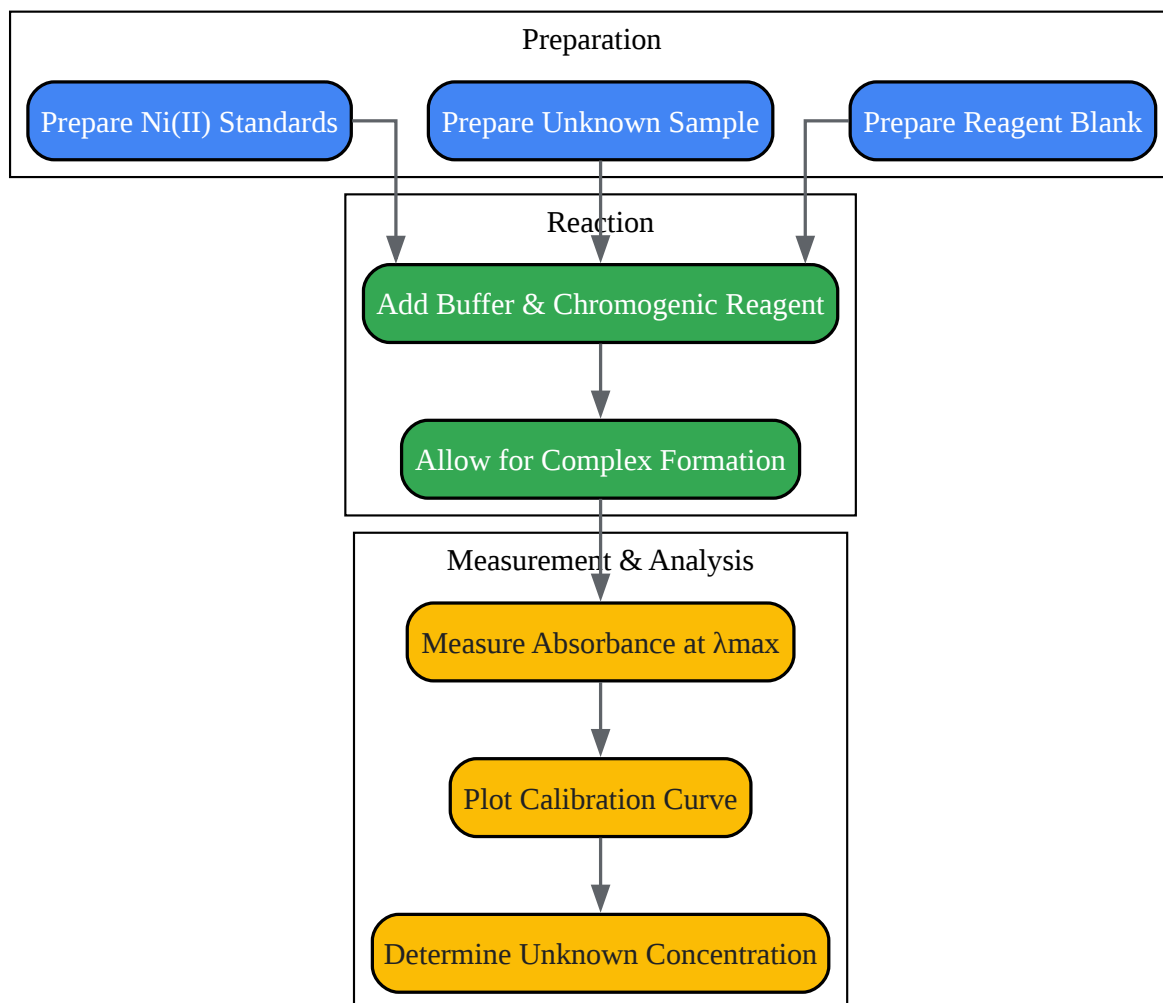 Preparation
Prepare Ni(II) Standards
Prepare Unknown Sample
Prepare Reagent Blank
Reaction
Add Buffer & Chromogenic Reagent
Allow for Complex Formation
Measurement & Analysis
Measure Absorbance at λmax
Plot Calibration Curve
Determine Unknown Concentration